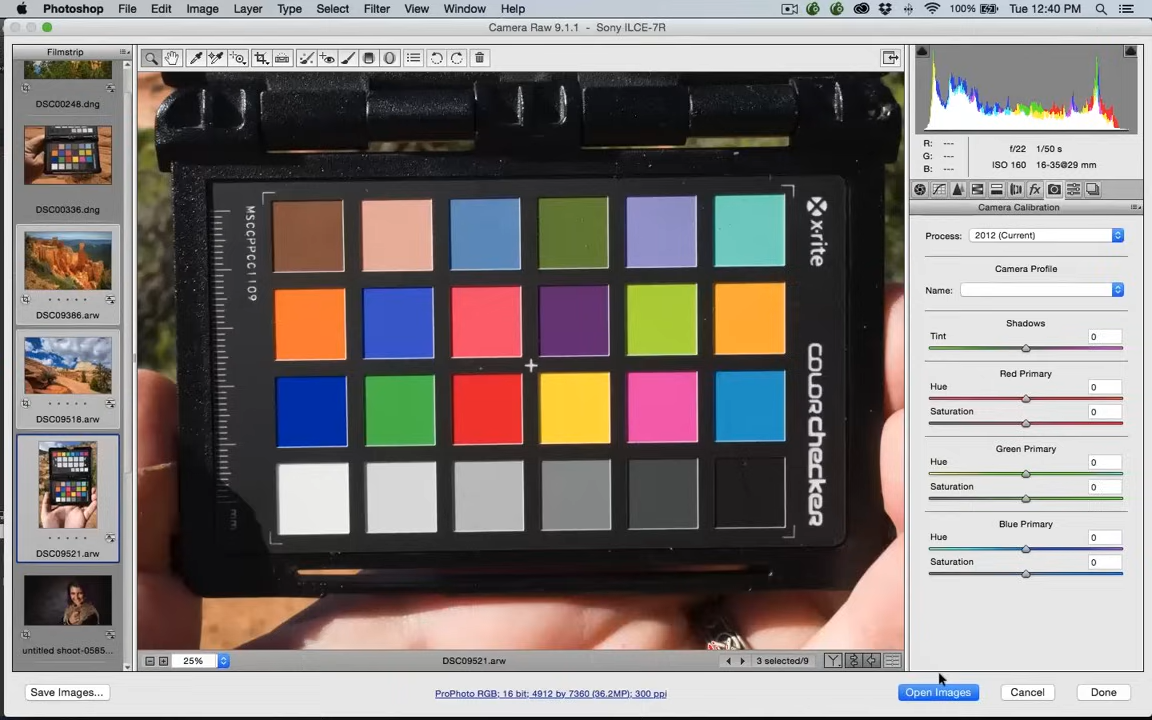 Photoshop File Edit Image Layer Type Select Filter View Window Help 100% Tue 12:40 PM
Camera Raw 9.1.1 - Sony ILCE-7R
Filmstrip
DSC00248.dng
DSC00336.dng
DSC09386.arw
DSC09518.arw
DSC09521.arw
untitled shoot-0585...
MSCCPPCC1109
x-rite
colorchecker
mm
25%
DSC09521.arw
3 selected/9
R: ---
G: ---
B: ---
f/22 1/50 s
ISO 160 16-35@29 mm
fx
Camera Calibration
Process: 2012 (Current)
Camera Profile
Name:
Shadows
Tint 0
Red Primary
Hue 0
Saturation 0
Green Primary
Hue 0
Saturation 0
Blue Primary
Hue 0
Saturation 0
Save Images...
ProPhoto RGB; 16 bit; 4912 by 7360 (36.2MP); 300 ppi
Open Images
Cancel
Done